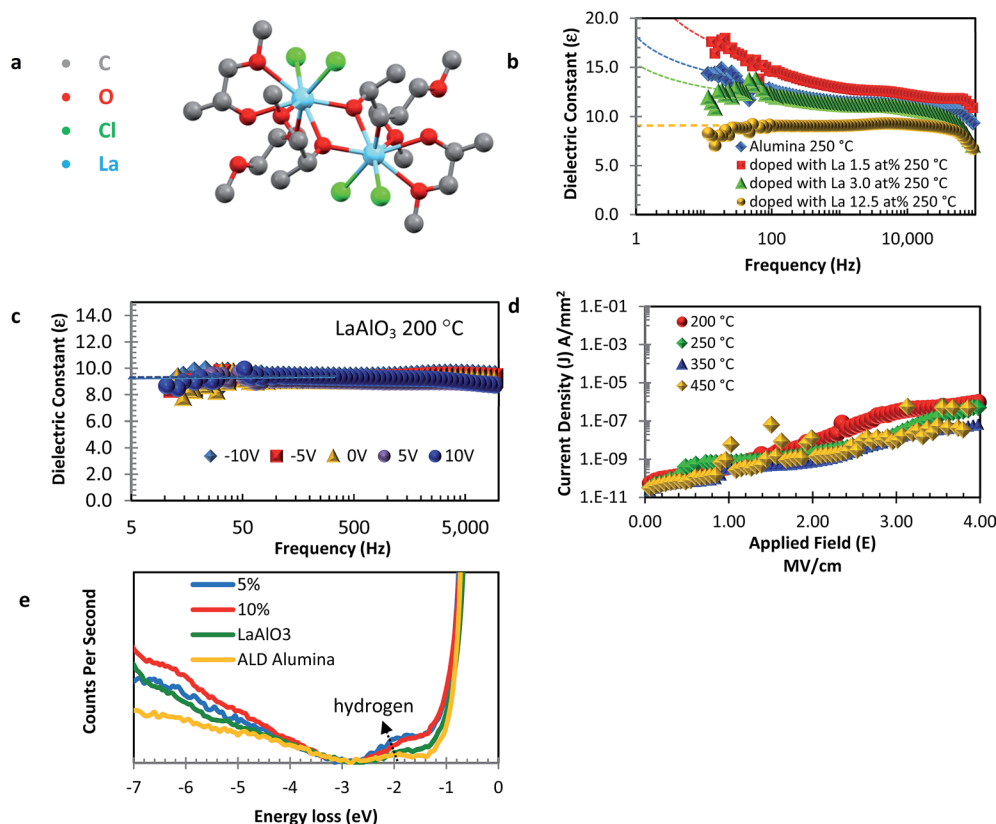 a
C
O
Cl
La
b
Dielectric Constant (ε)
20.0
15.0
10.0
5.0
0.0
Alumina 250 °C
doped with La 1.5 at% 250 °C
doped with La 3.0 at% 250 °C
doped with La 12.5 at% 250 °C
1
100
10,000
Frequency (Hz)
c
Dielectric Constant (ε)
14.0
12.0
10.0
8.0
6.0
4.0
2.0
0.0
LaAlO3 200 °C
-10V
-5V
0V
5V
10V
5
50
500
5,000
Frequency (Hz)
d
Current Density (J) A/mm²
1.E-01
1.E-03
1.E-05
1.E-07
1.E-09
1.E-11
200 °C
250 °C
350 °C
450 °C
0.00
1.00
2.00
3.00
4.00
Applied Field (E)
MV/cm
e
Counts Per Second
5%
10%
LaAlO3
ALD Alumina
hydrogen
-7
-6
-5
-4
-3
-2
-1
0
Energy loss (eV)